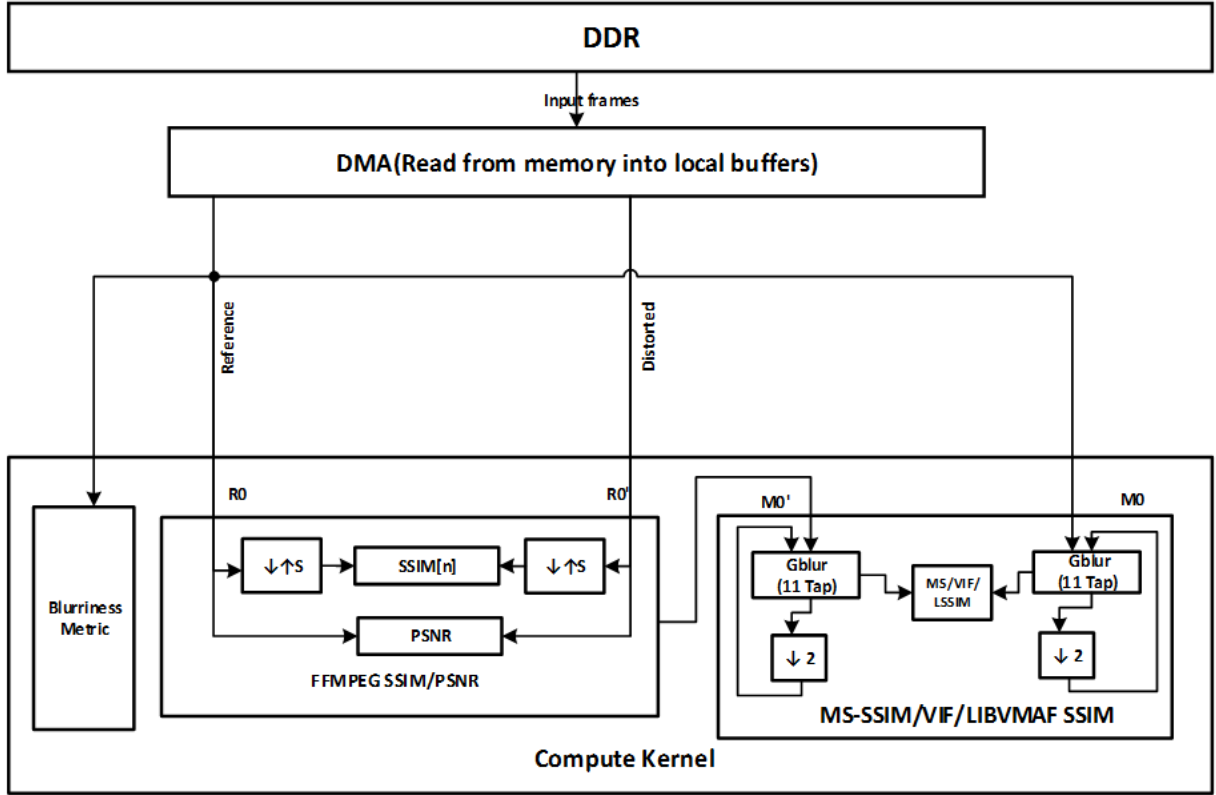 DDR
Input frames
DMA(Read from memory into local buffers)
Reference
Distorted
R0
R0'
M0'
M0
↓↑S
SSIM[n]
↓↑S
Gblur
(11 Tap)
MS/VIF/
LSSIM
Gblur
(11 Tap)
Blurriness
Metric
PSNR
↓ 2
↓ 2
FFMPEG SSIM/PSNR
MS-SSIM/VIF/LIBVMAF SSIM
Compute Kernel